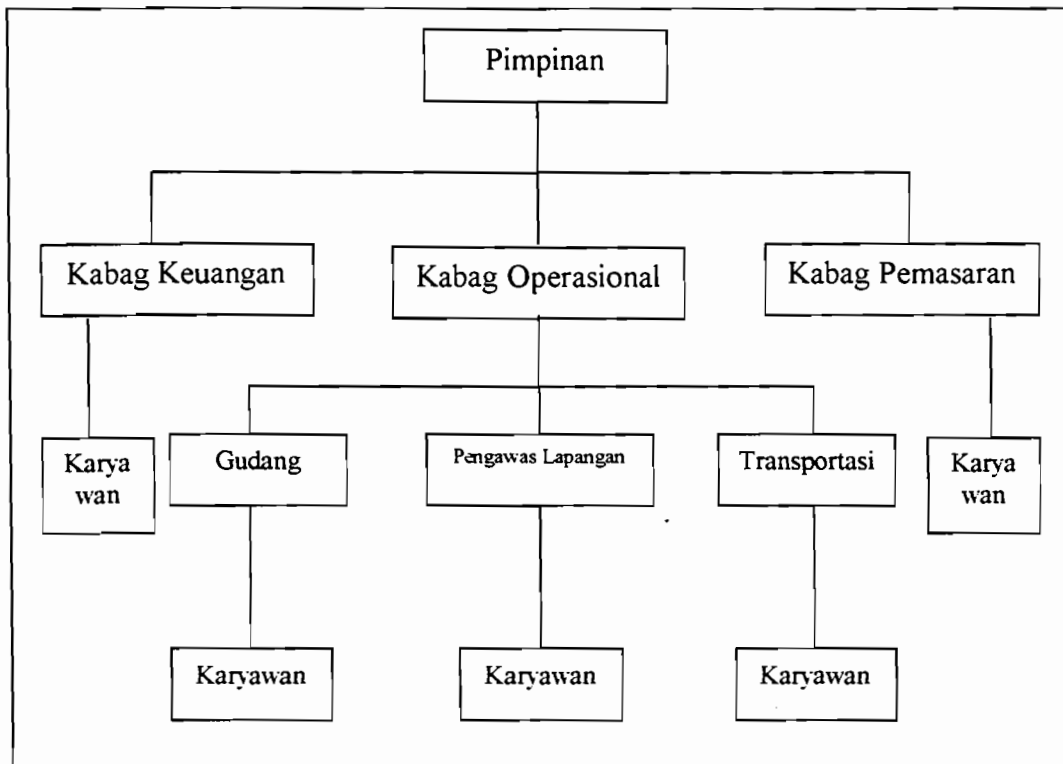 Pimpinan
Kabag Keuangan
Kabag Operasional
Kabag Pemasaran
Karya
wan
Gudang
Pengawas Lapangan
Transportasi
Karya
wan
Karyawan
Karyawan
Karyawan